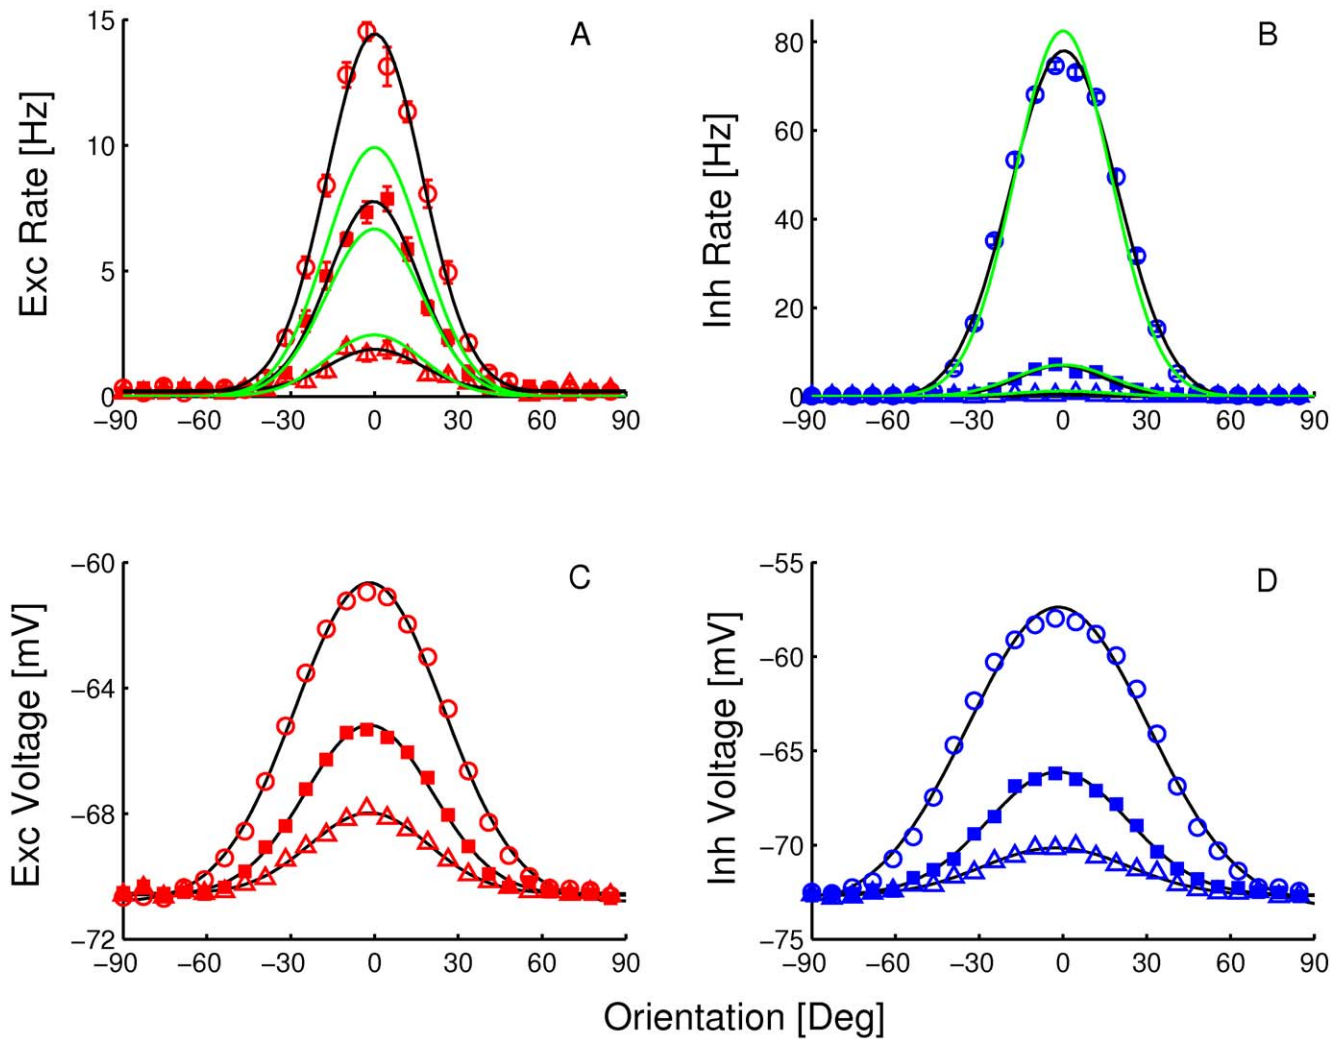 A
Exc Rate [Hz]
15
10
5
0
−90 −60 −30 0 30 60 90
B
Inh Rate [Hz]
80
60
40
20
0
−90 −60 −30 0 30 60 90
C
Exc Voltage [mV]
−60
−64
−68
−72
−90 −60 −30 0 30 60 90
D
Inh Voltage [mV]
−55
−60
−65
−70
−75
−90 −60 −30 0 30 60 90
Orientation [Deg]